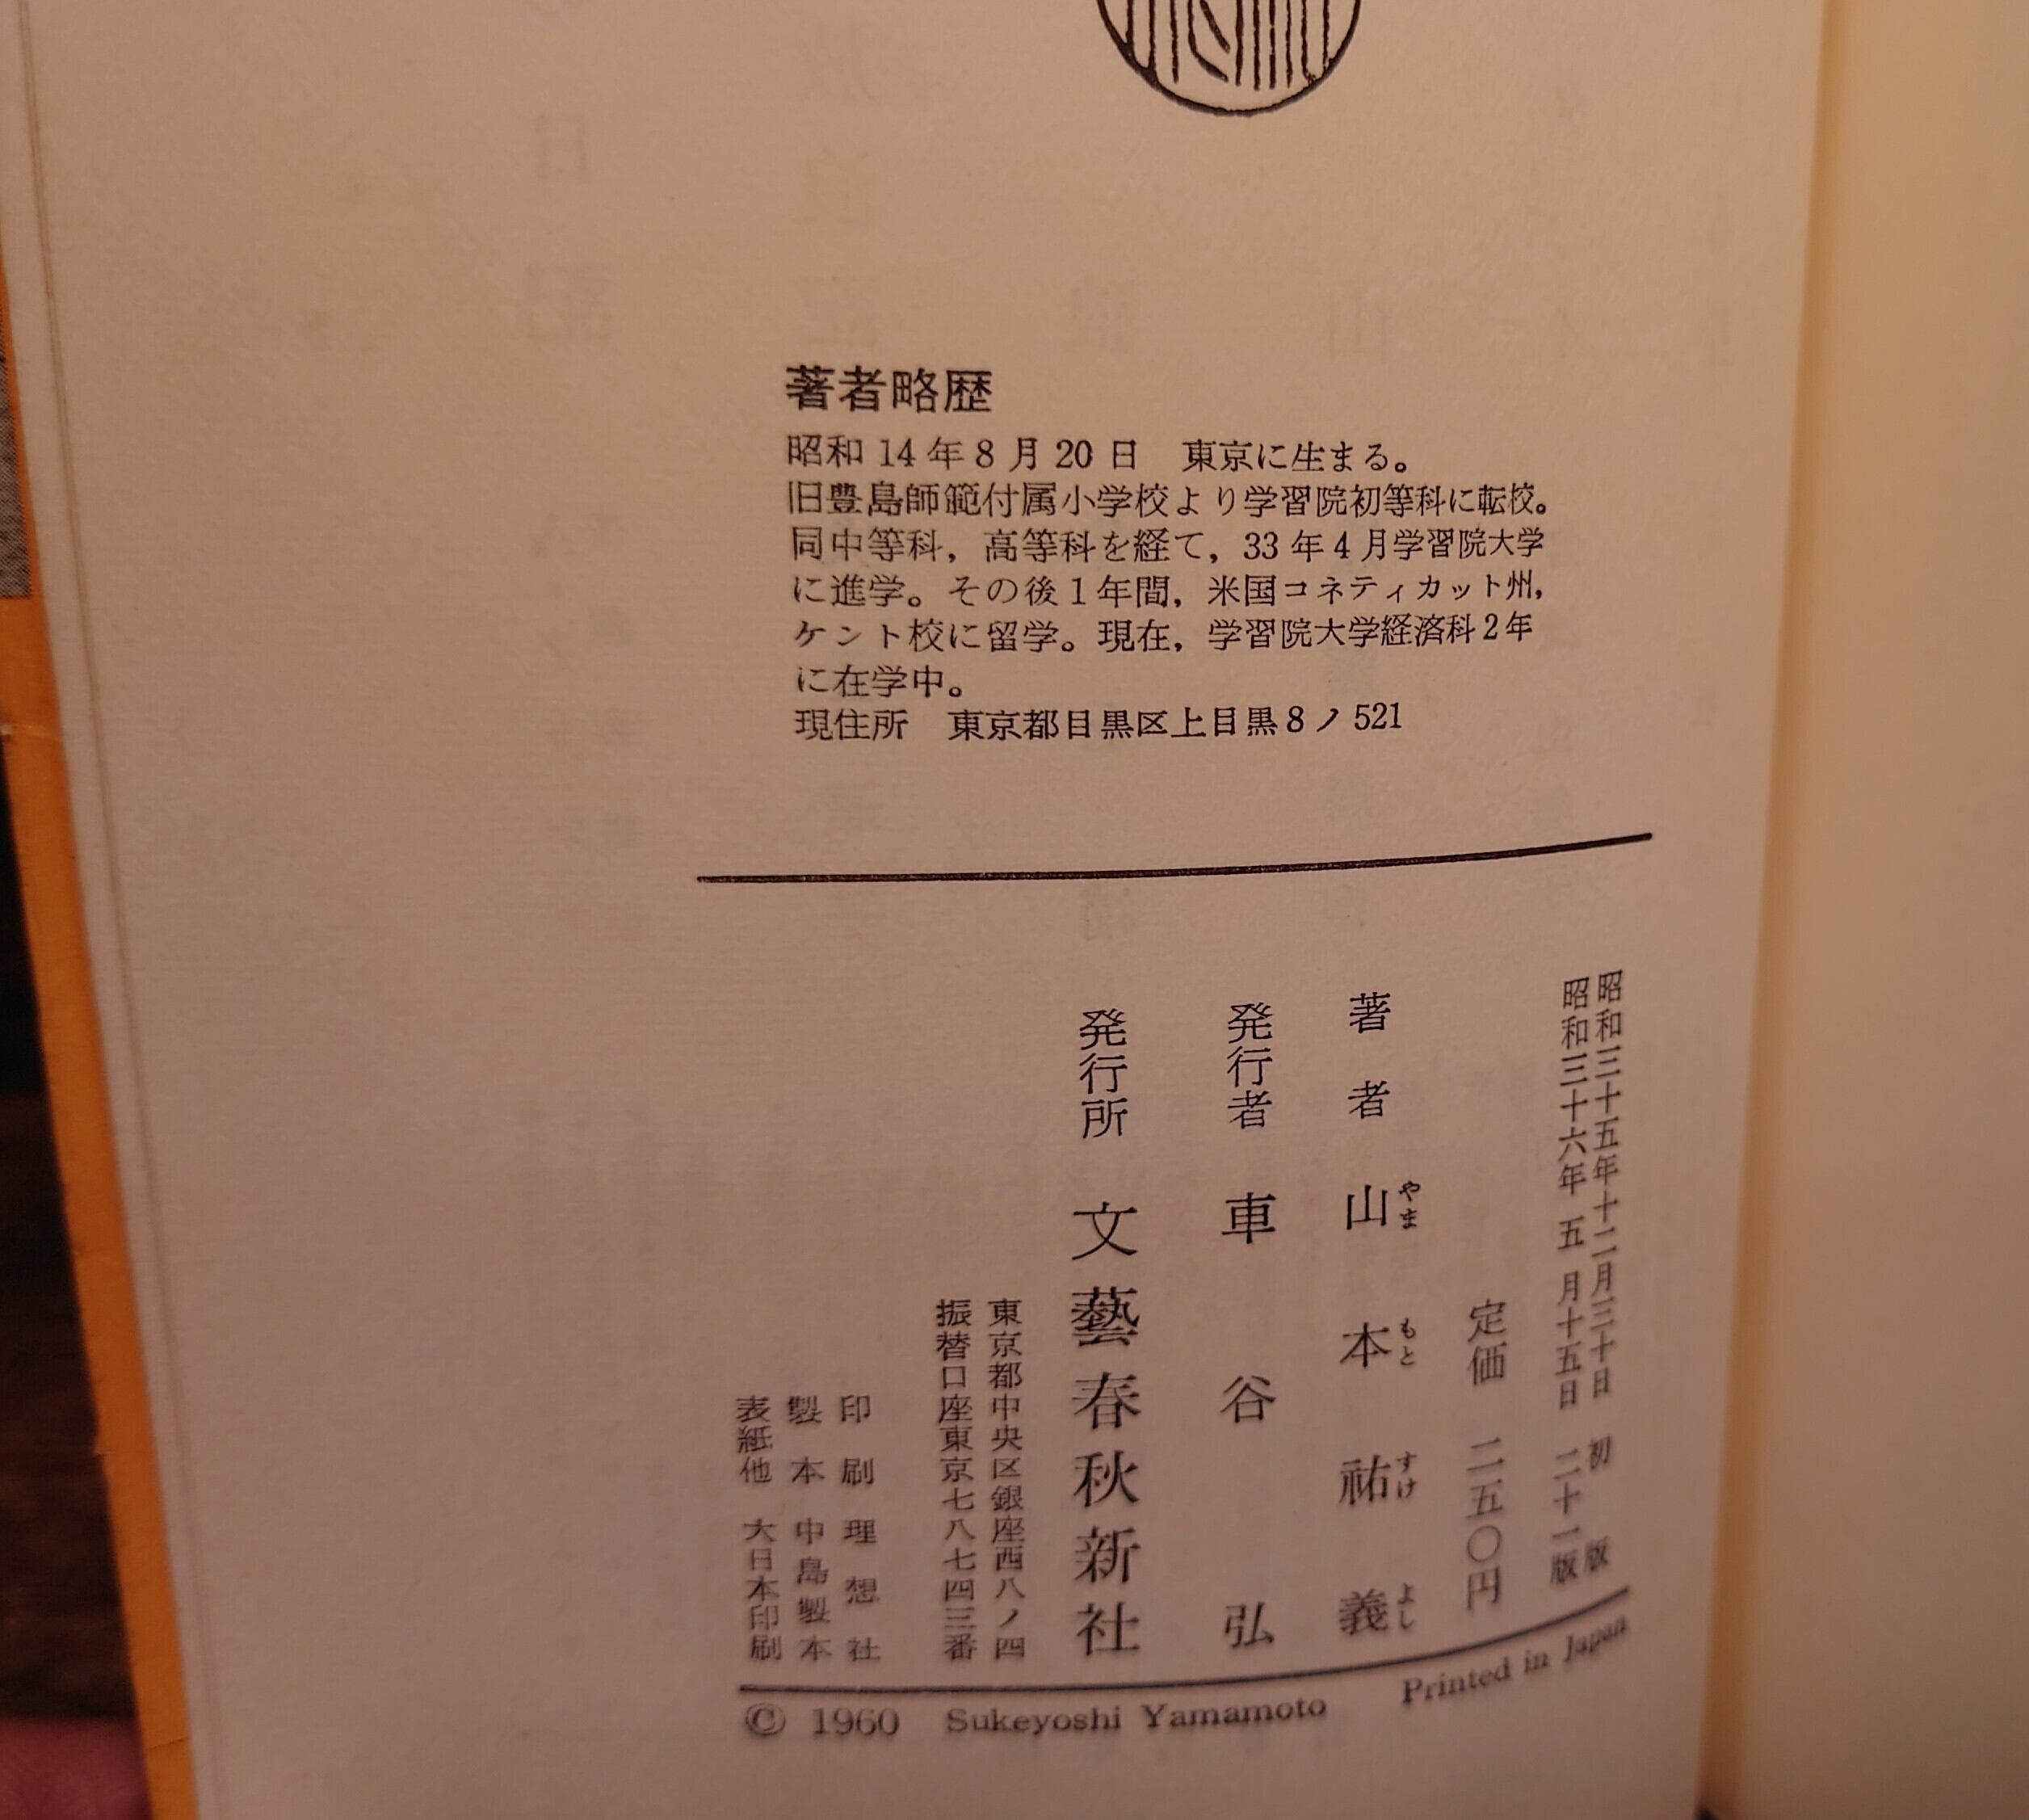 著者略歴
昭和14年8月20日　東京に生まる。
旧豊島師範付属小学校より学習院初等科に転校。
同中等科，高等科を経て，33年4月学習院大学
に進学。その後1年間，米国コネティカット州，
ケント校に留学。現在，学習院大学経済科2年
に在学中。
現住所　東京都目黒区上目黒8ノ521
昭和三十五年十二月三十日　初版
昭和三十六年五月十五日　二十一版
定価　二五〇円
著者　山本祐義
やまもとすけよし
発行者　車谷弘
発行所　文藝春秋新社
東京都中央区銀座西八ノ四
振替口座東京七八七四三番
印刷　理想社
製本　中島製本
表紙他　大日本印刷
© 1960 Sukeyoshi Yamamoto
Printed in Japan